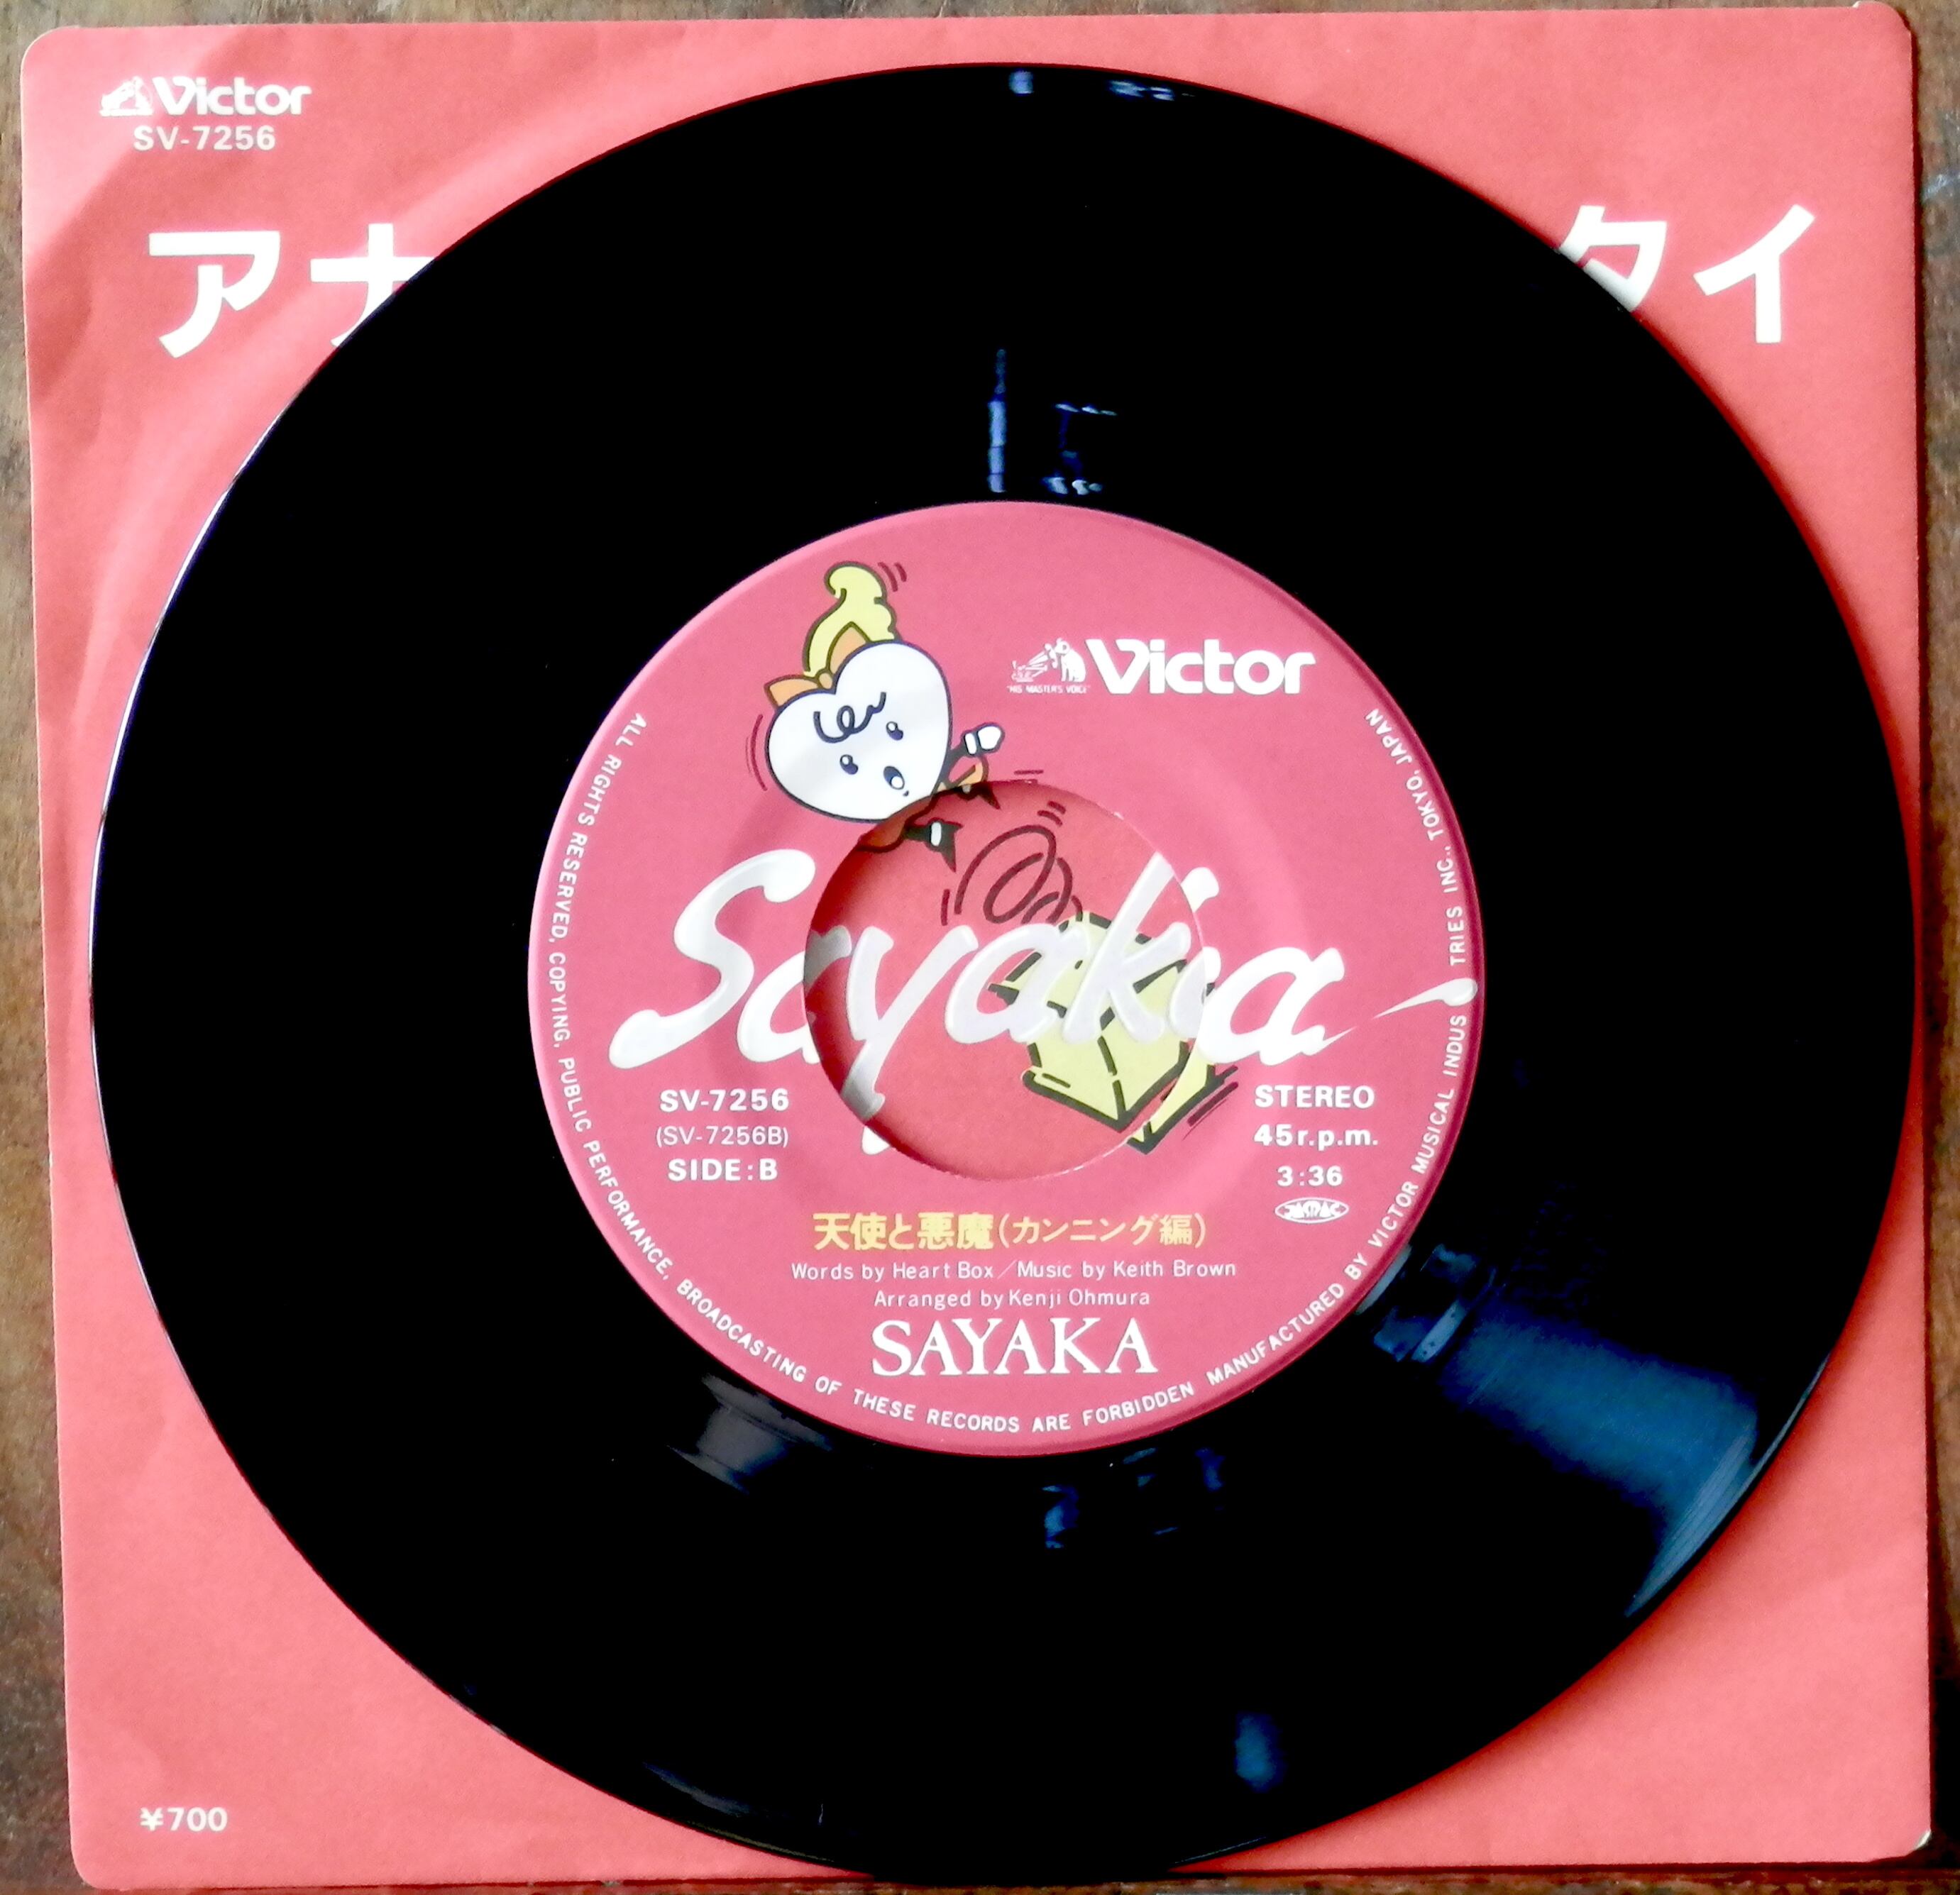 Victor
SV-7256
アナ
タイ
"HIS MASTER'S VOICE" Victor
Sayaka
SV-7256
(SV-7256B)
SIDE:B
STEREO
45r.p.m.
3:36
JASRAC
天使と悪魔(カンニング編)
Words by Heart Box／Music by Keith Brown
Arranged by Kenji Ohmura
SAYAKA
ALL RIGHTS RESERVED. COPYING, PUBLIC PERFORMANCE, BROADCASTING OF THESE RECORDS ARE FORBIDDEN MANUFACTURED BY VICTOR MUSICAL INDUSTRIES INC., TOKYO, JAPAN
¥700